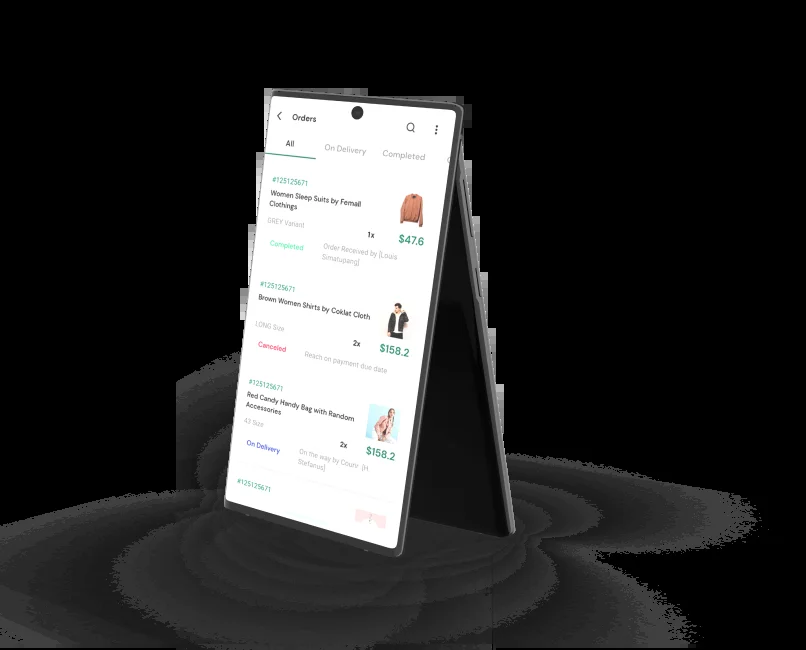 Orders
All
On Delivery
Completed
#125125671
Women Sleep Suits by Femall
Clothings
GREY Variant
1x
$47.6
Completed
Order Received by [Louis
Simatupang]
#125125671
Brown Women Shirts by Coklat Cloth
LONG Size
2x
$158.2
Canceled
Reach on payment due date
#125125671
Red Candy Handy Bag with Random
Accessories
43 Size
2x
$158.2
On Delivery
On the way by
[H.
Stefanus]
#125125671